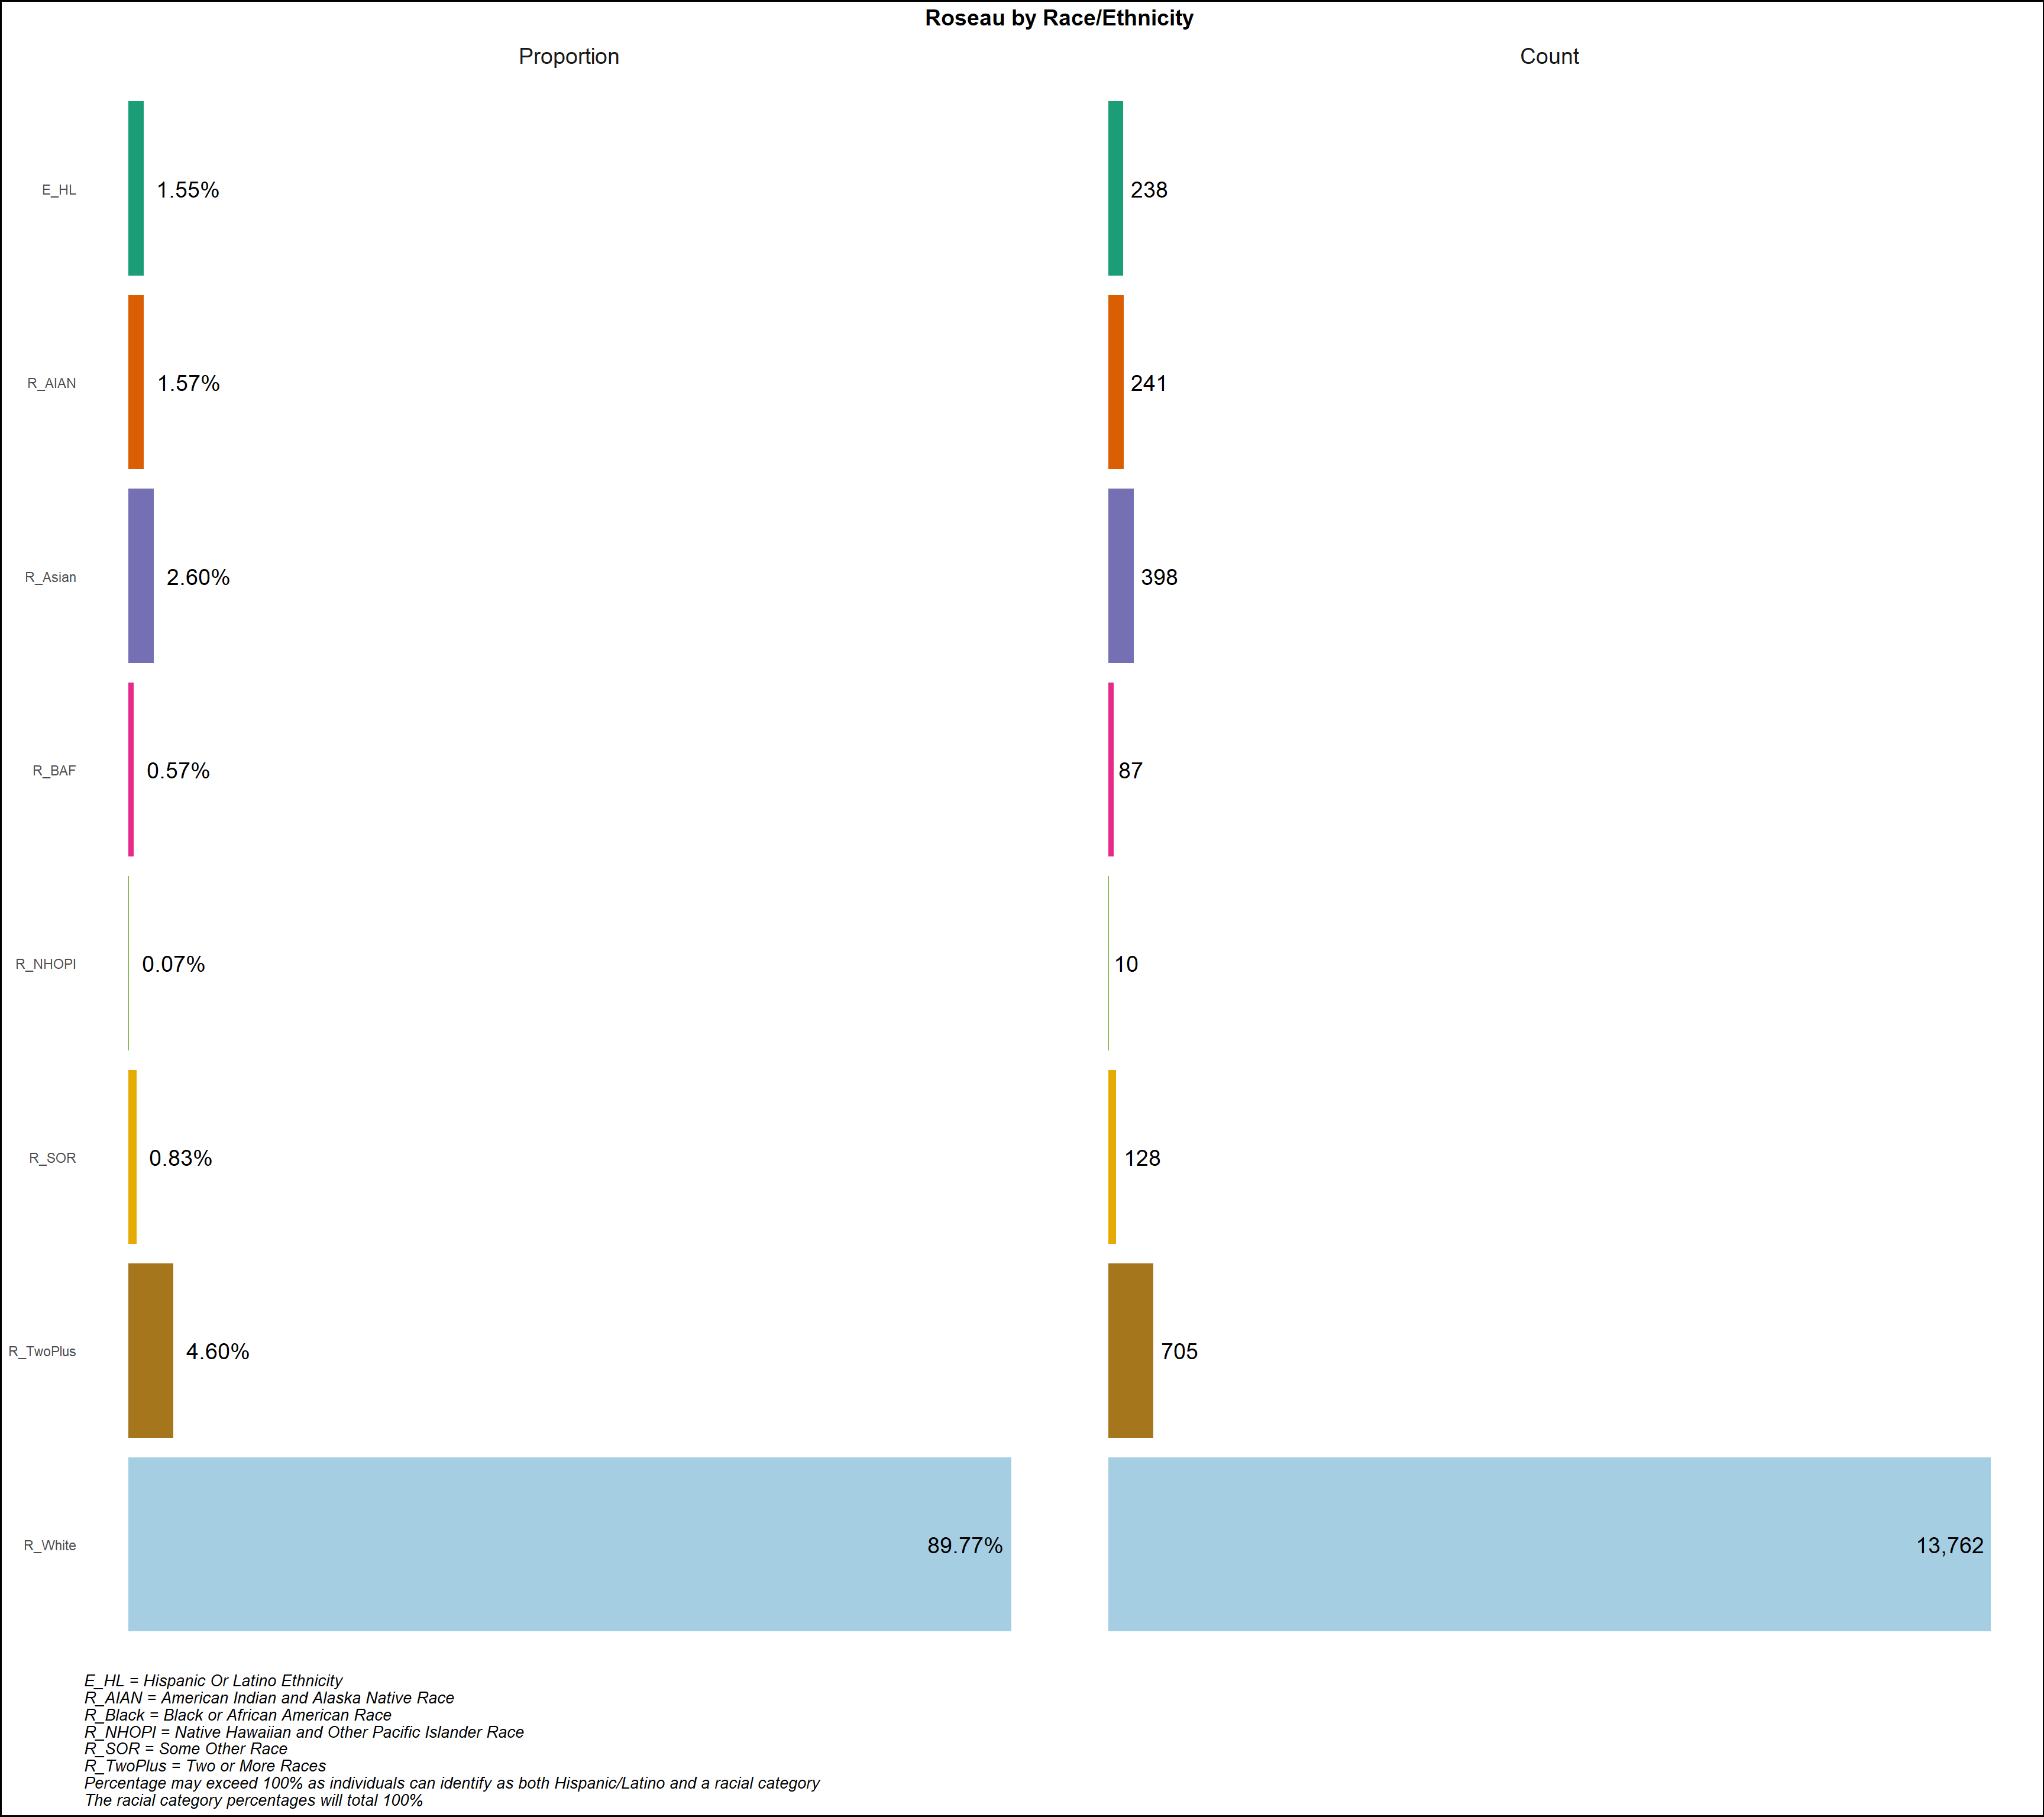 Roseau by Race/Ethnicity
Proportion
Count
E_HL
1.55%
238
R_AIAN
1.57%
241
R_Asian
2.60%
398
R_BAF
0.57%
87
R_NHOPI
0.07%
10
R_SOR
0.83%
128
R_TwoPlus
4.60%
705
R_White
89.77%
13,762
E_HL = Hispanic Or Latino Ethnicity
R_AIAN = American Indian and Alaska Native Race
R_Black = Black or African American Race
R_NHOPI = Native Hawaiian and Other Pacific Islander Race
R_SOR = Some Other Race
R_TwoPlus = Two or More Races
Percentage may exceed 100% as individuals can identify as both Hispanic/Latino and a racial category
The racial category percentages will total 100%